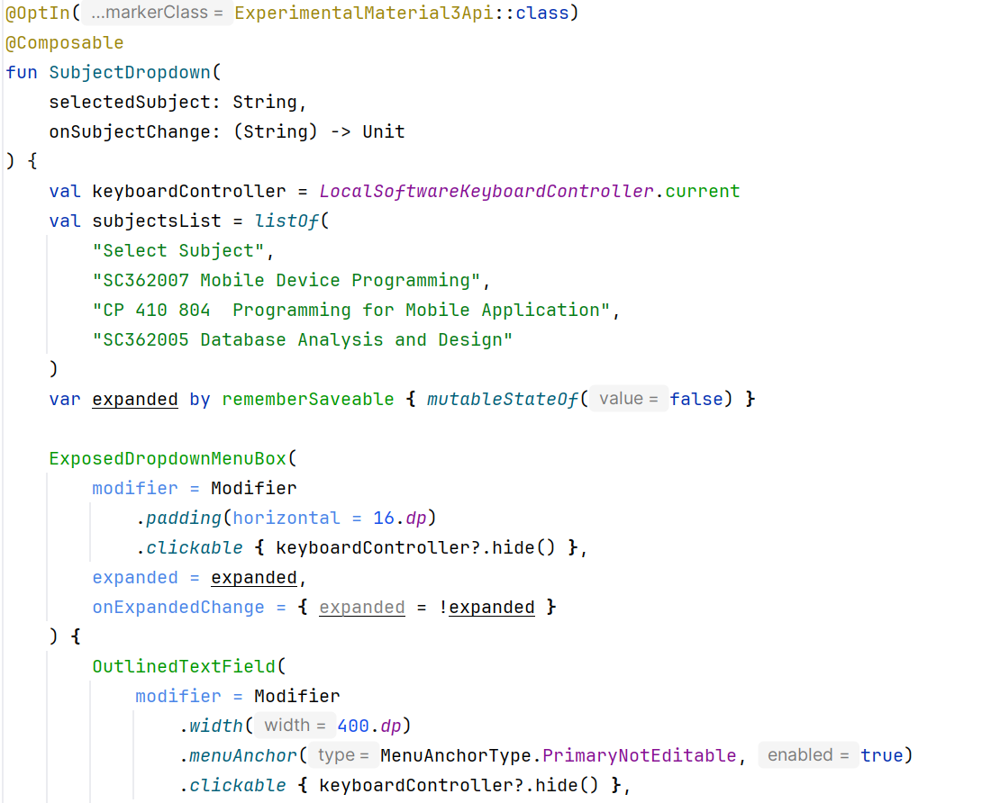 @OptIn( ...markerClass = ExperimentalMaterial3Api::class)
@Composable
fun SubjectDropdown(
    selectedSubject: String,
    onSubjectChange: (String) -> Unit
) {
    val keyboardController = LocalSoftwareKeyboardController.current
    val subjectsList = listOf(
        "Select Subject",
        "SC362007 Mobile Device Programming",
        "CP 410 804  Programming for Mobile Application",
        "SC362005 Database Analysis and Design"
    )
    var expanded by rememberSaveable { mutableStateOf( value = false) }

    ExposedDropdownMenuBox(
        modifier = Modifier
            .padding(horizontal = 16.dp)
            .clickable { keyboardController?.hide() },
        expanded = expanded,
        onExpandedChange = { expanded = !expanded }
    ) {
        OutlinedTextField(
            modifier = Modifier
                .width( width = 400.dp)
                .menuAnchor( type = MenuAnchorType.PrimaryNotEditable, enabled = true)
                .clickable { keyboardController?.hide() },